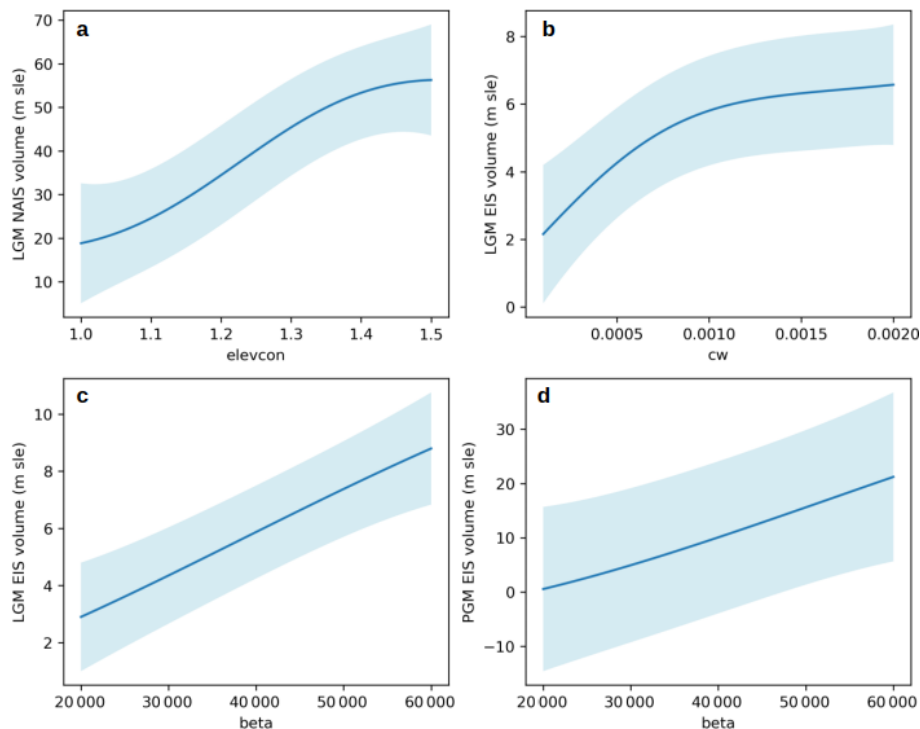 a
LGM NAIS volume (m sle)
70
60
50
40
30
20
10
1.0 1.1 1.2 1.3 1.4 1.5
elevcon
b
LGM EIS volume (m sle)
8
6
4
2
0
0.0005 0.0010 0.0015 0.0020
cw
c
LGM EIS volume (m sle)
10
8
6
4
2
20 000 30 000 40 000 50 000 60 000
beta
d
PGM EIS volume (m sle)
30
20
10
0
−10
20 000 30 000 40 000 50 000 60 000
beta